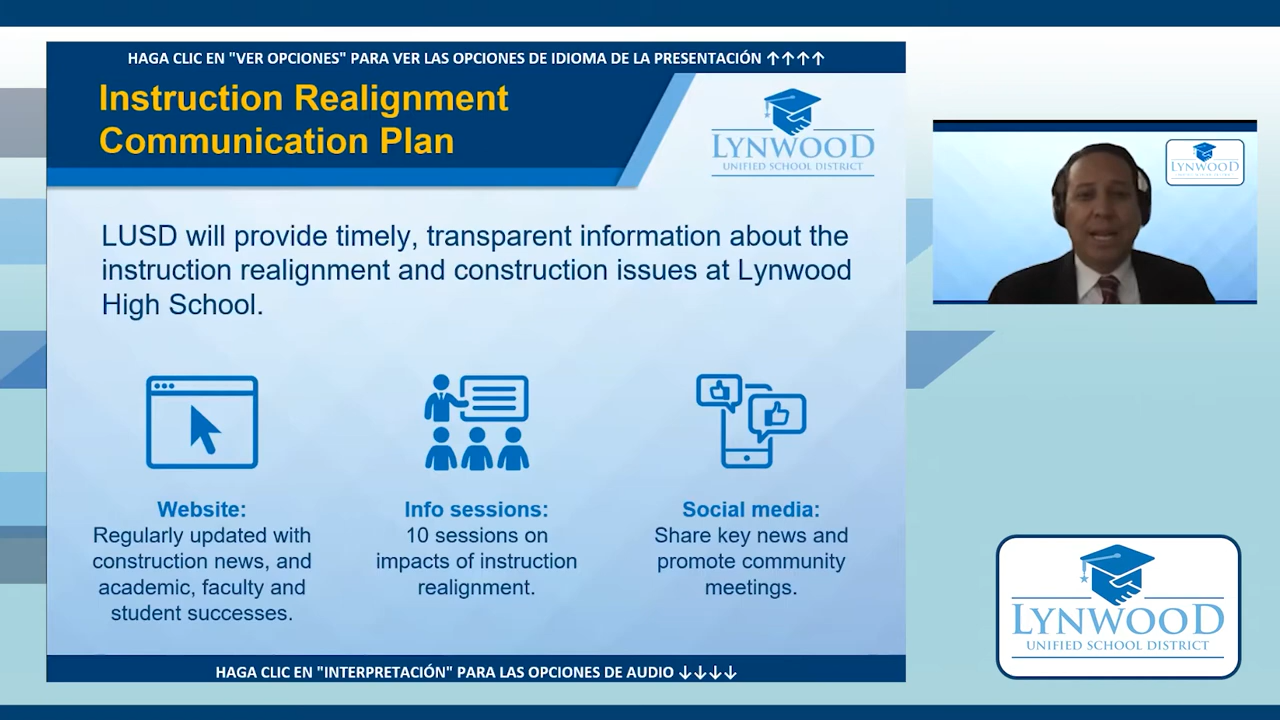 HAGA CLIC EN "VER OPCIONES" PARA VER LAS OPCIONES DE IDIOMA DE LA PRESENTACIÓN ↑↑↑↑
Instruction Realignment
Communication Plan
LYNWOOD
UNIFIED SCHOOL DISTRICT
LUSD will provide timely, transparent information about the
instruction realignment and construction issues at Lynwood
High School.
Website:
Regularly updated with
construction news, and
academic, faculty and
student successes.
Info sessions:
10 sessions on
impacts of instruction
realignment.
Social media:
Share key news and
promote community
meetings.
HAGA CLIC EN "INTERPRETACIÓN" PARA LAS OPCIONES DE AUDIO ↓↓↓↓
LYNWOOD
LYNWOOD
UNIFIED SCHOOL DISTRICT